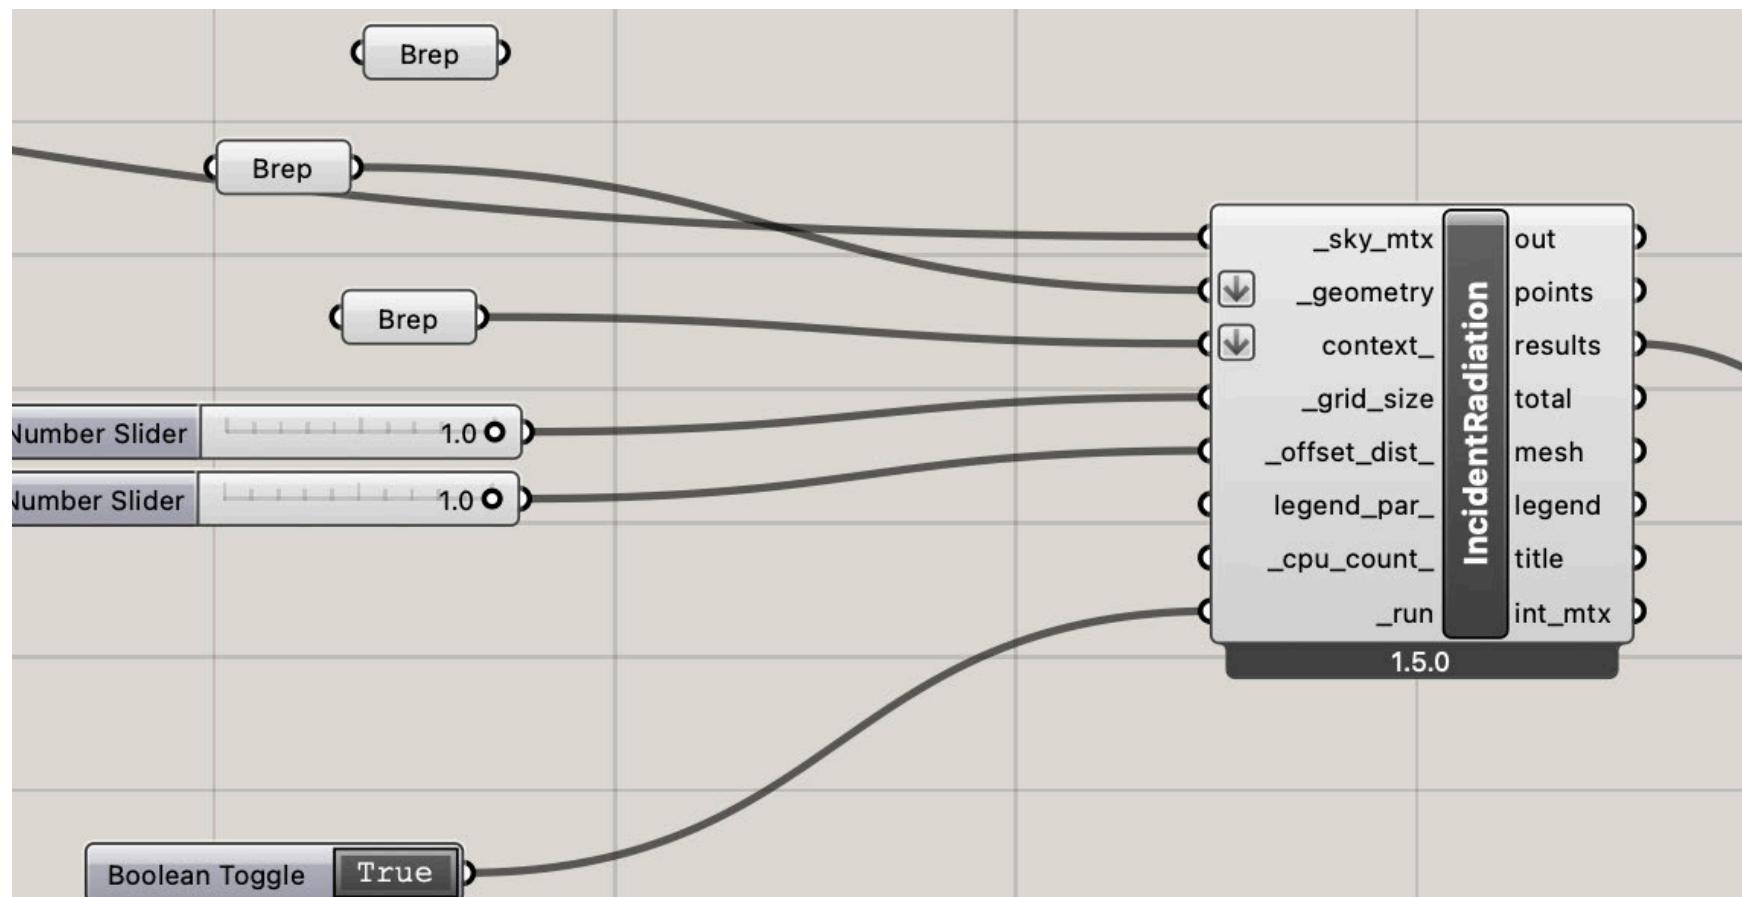 Brep
Brep
Brep
Number Slider 1.0
Number Slider 1.0
Boolean Toggle True
_sky_mtx
_geometry
context_
_grid_size
_offset_dist_
legend_par_
_cpu_count_
_run
IncidentRadiation
out
points
results
total
mesh
legend
title
int_mtx
1.5.0